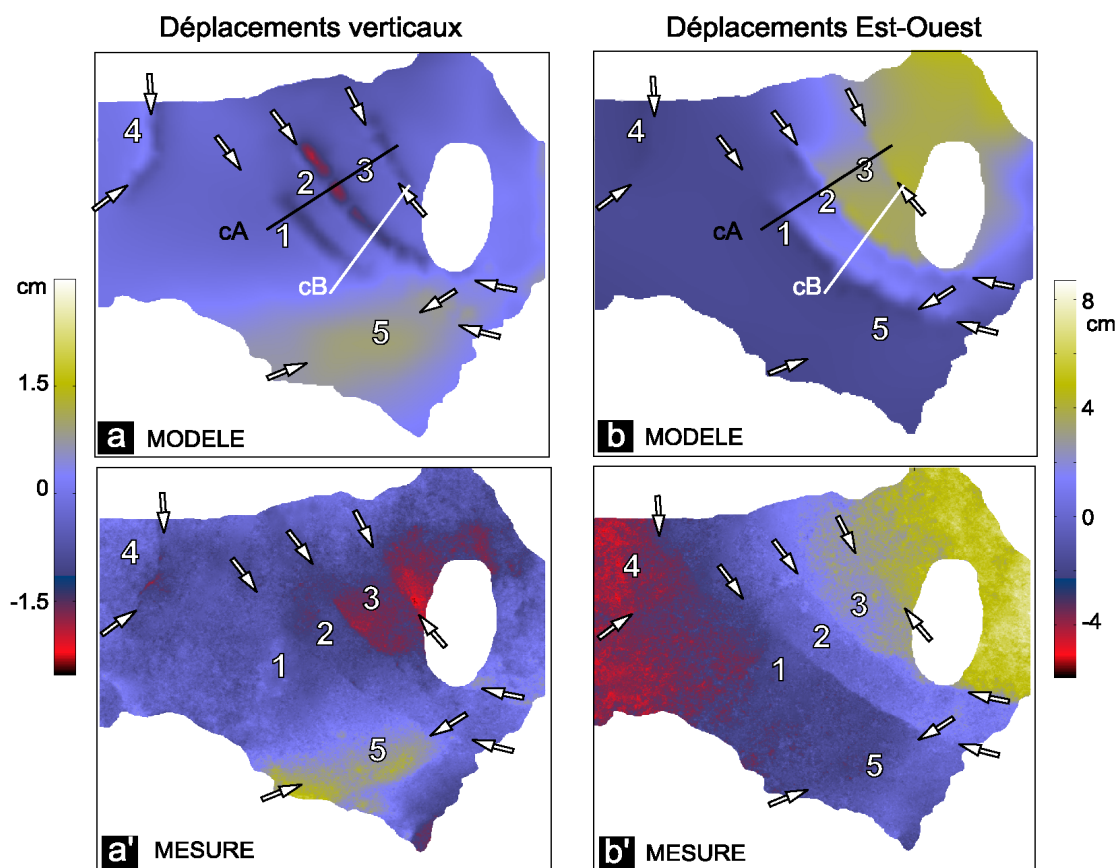 Déplacements verticaux
Déplacements Est-Ouest
4
3
2
cA
1
cB
5
a MODELE
3
2
cA
1
cB
5
4
b MODELE
cm
1.5
0
-1.5
8
cm
4
0
-4
4
3
2
1
5
a' MESURE
4
3
2
1
5
b' MESURE